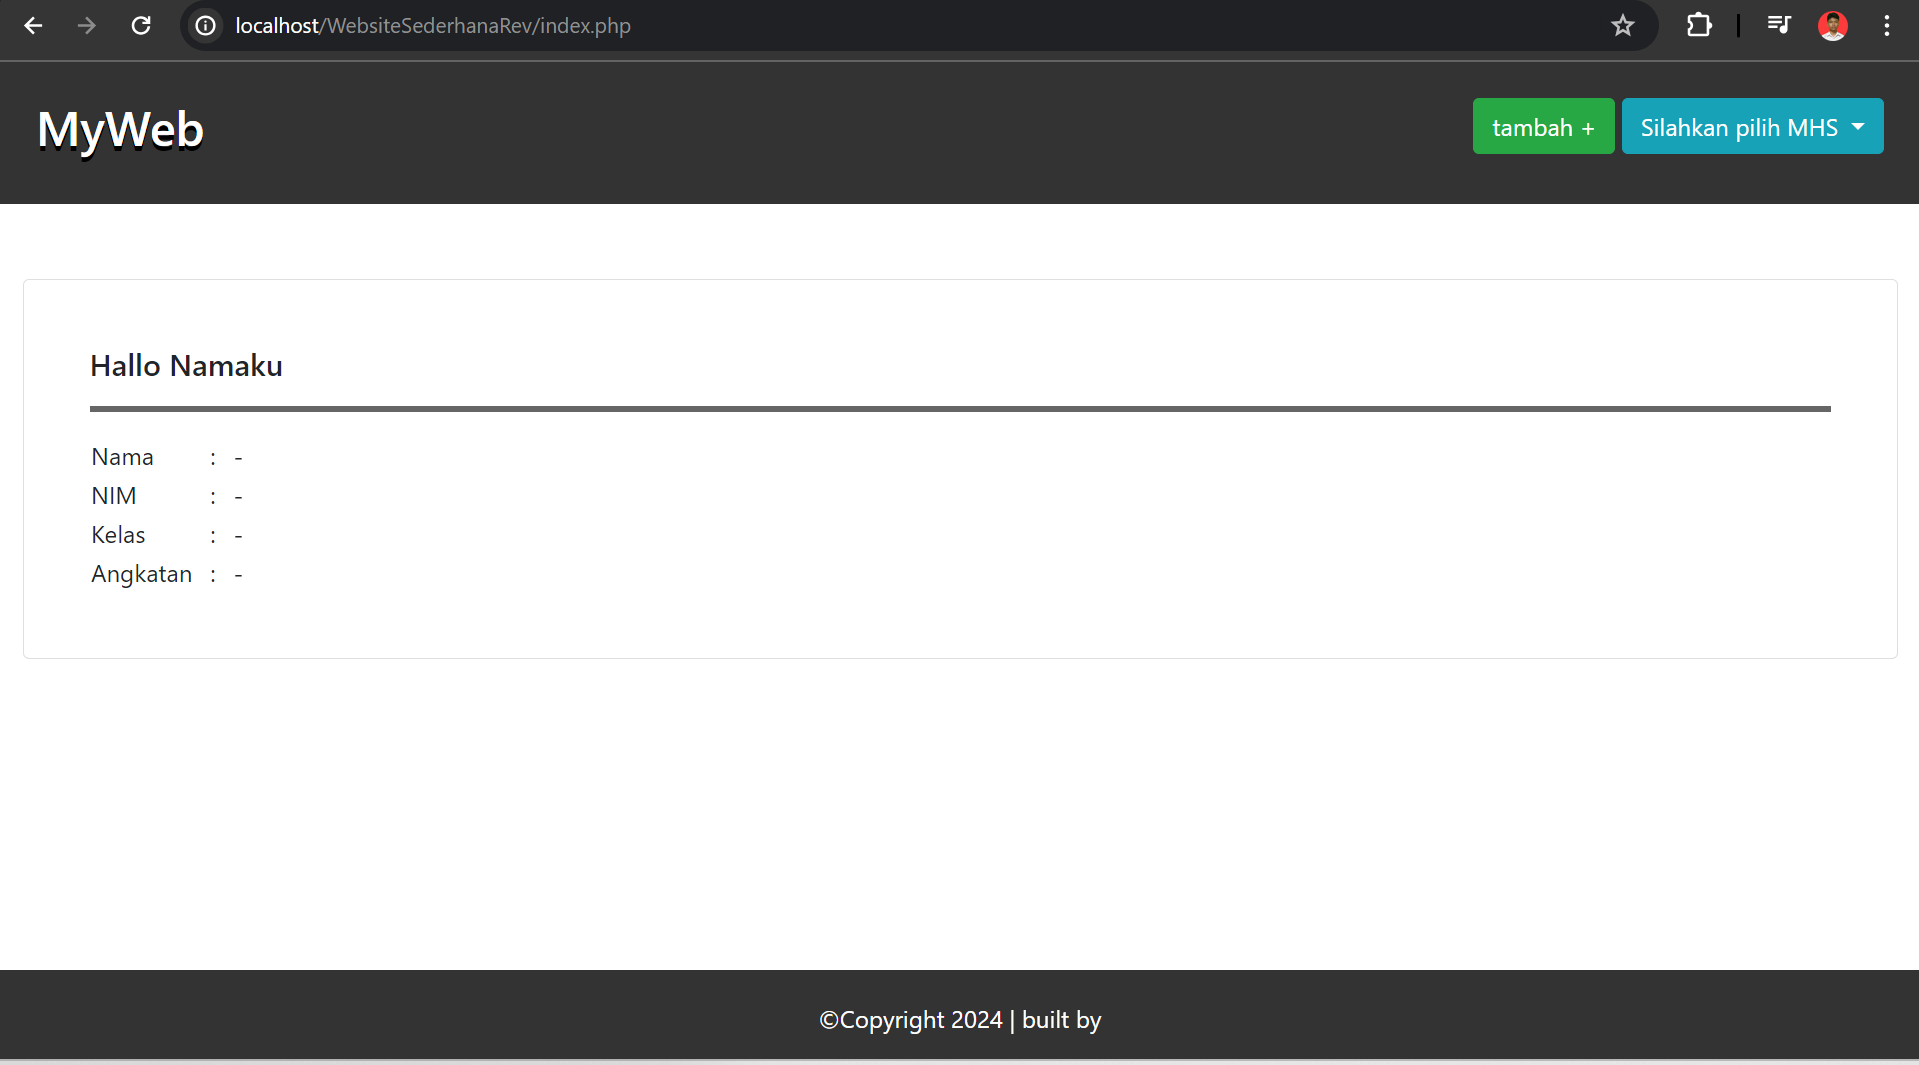 localhost/WebsiteSederhanaRev/index.php
MyWeb
tambah +
Silahkan pilih MHS
Hallo Namaku
Nama : -
NIM : -
Kelas : -
Angkatan : -
©Copyright 2024 | built by